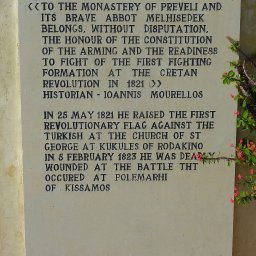 <<TO THE MONASTERY OF PREVELI AND
ITS BRAVE ABBOT MELHISEDEK
BELONGS, WITHOUT DISPUTATION,
THE HONOUR OF THE CONSTITUTION
OF THE ARMING AND THE READINESS
TO FIGHT OF THE FIRST FIGHTING
FORMATION AT THE CRETAN
REVOLUTION IN 1821 >>
HISTORIAN - IOANNIS MOURELLOS
IN 25 MAY 1821 HE RAISED THE FIRST
REVOLUTIONARY FLAG AGAINST THE
TURKISH AT THE CHURCH OF ST
GEORGE AT KUKULES OF RODAKINO
IN 5 FEBRUARY 1823 HE WAS DEADLY
WOUNDED AT THE BATTLE THT
OCCURED AT POLEMARHI
OF KISSAMOS